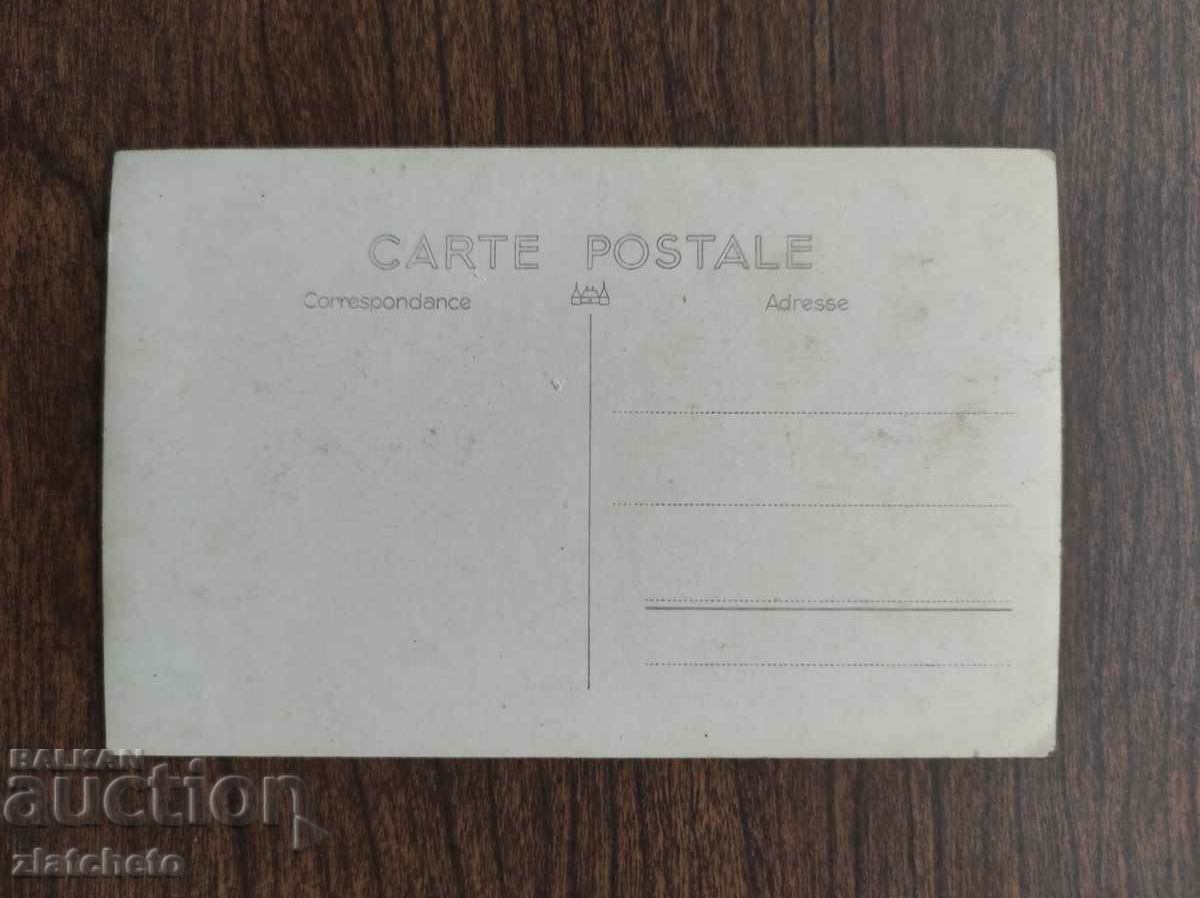 CARTE POSTALE
Correspondance
Adresse
BALKAN
auction
zlatcheto